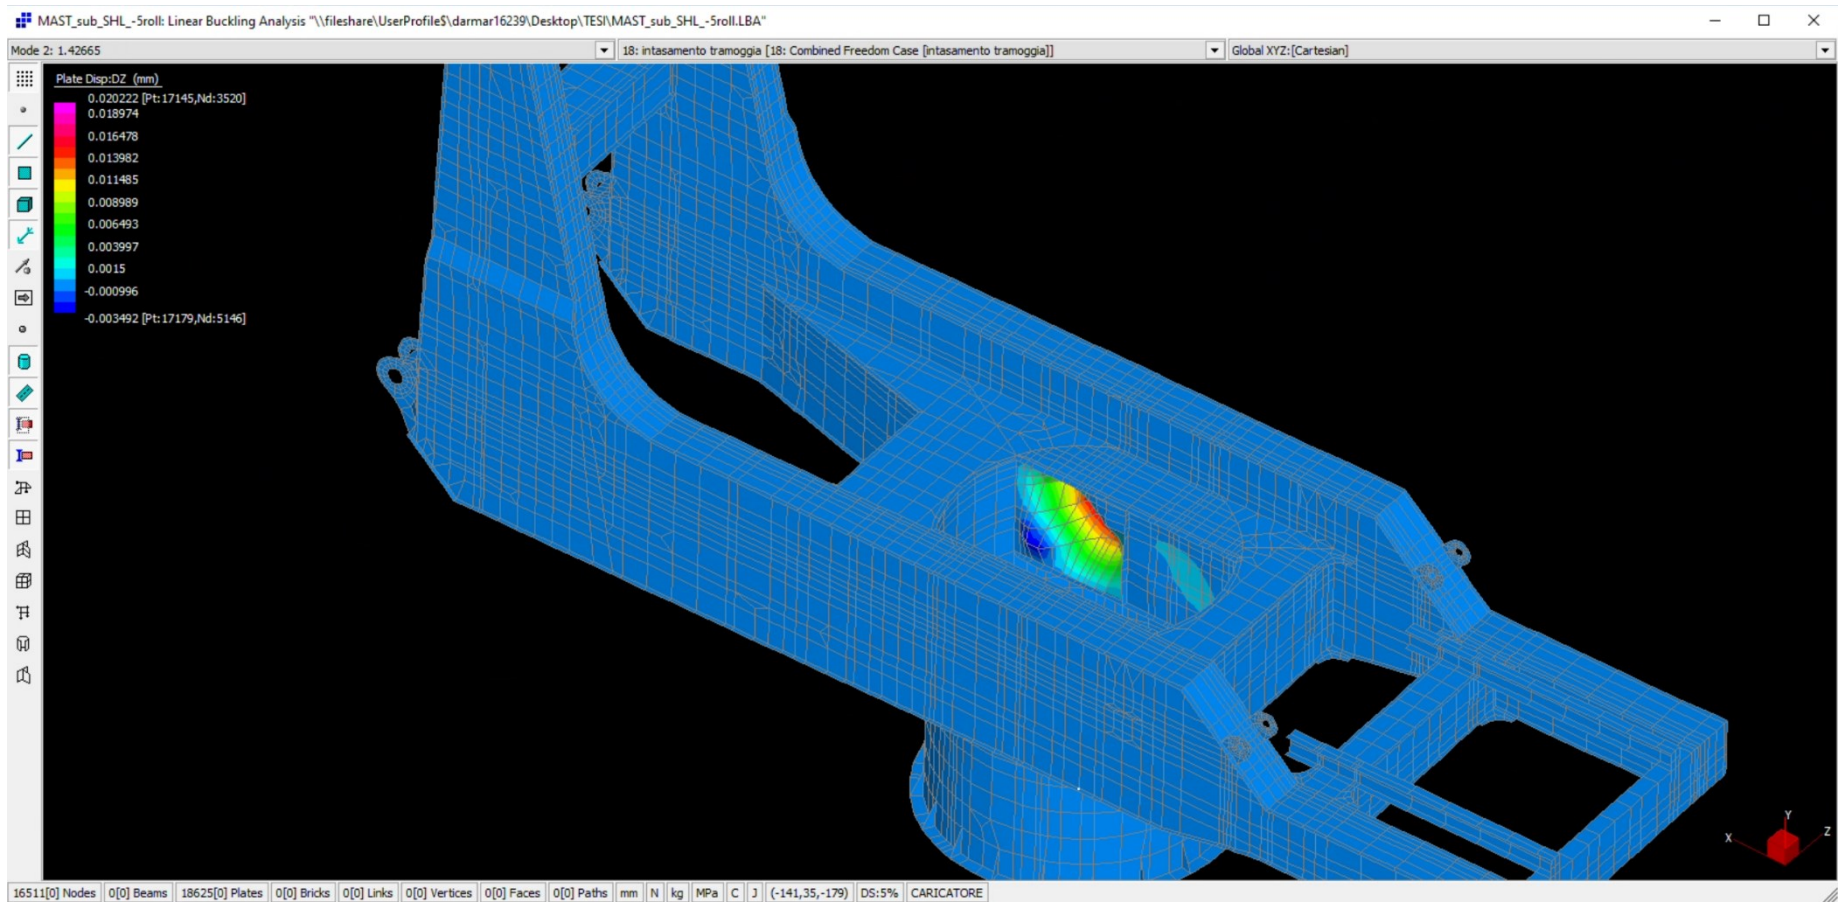 MAST_sub_SHL_-5roll: Linear Buckling Analysis "\\fileshare\UserProfile$\darmar16239\Desktop\TESI\MAST_sub_SHL_-5roll.LBA"
Mode 2: 1.42665 18: intasamento tramoggia [18: Combined Freedom Case [intasamento tramoggia]] Global XYZ:[Cartesian]
Plate Disp:DZ (mm)
0.020222 [Pt:17145,Nd:3520]
0.018974
0.016478
0.013982
0.011485
0.008989
0.006493
0.003997
0.0015
-0.000996
-0.003492 [Pt:17179,Nd:5146]
Y
X
Z
16511[0] Nodes 0[0] Beams 18625[0] Plates 0[0] Bricks 0[0] Links 0[0] Vertices 0[0] Faces 0[0] Paths mm N kg MPa C J (-141,35,-179) DS:5% CARICATORE